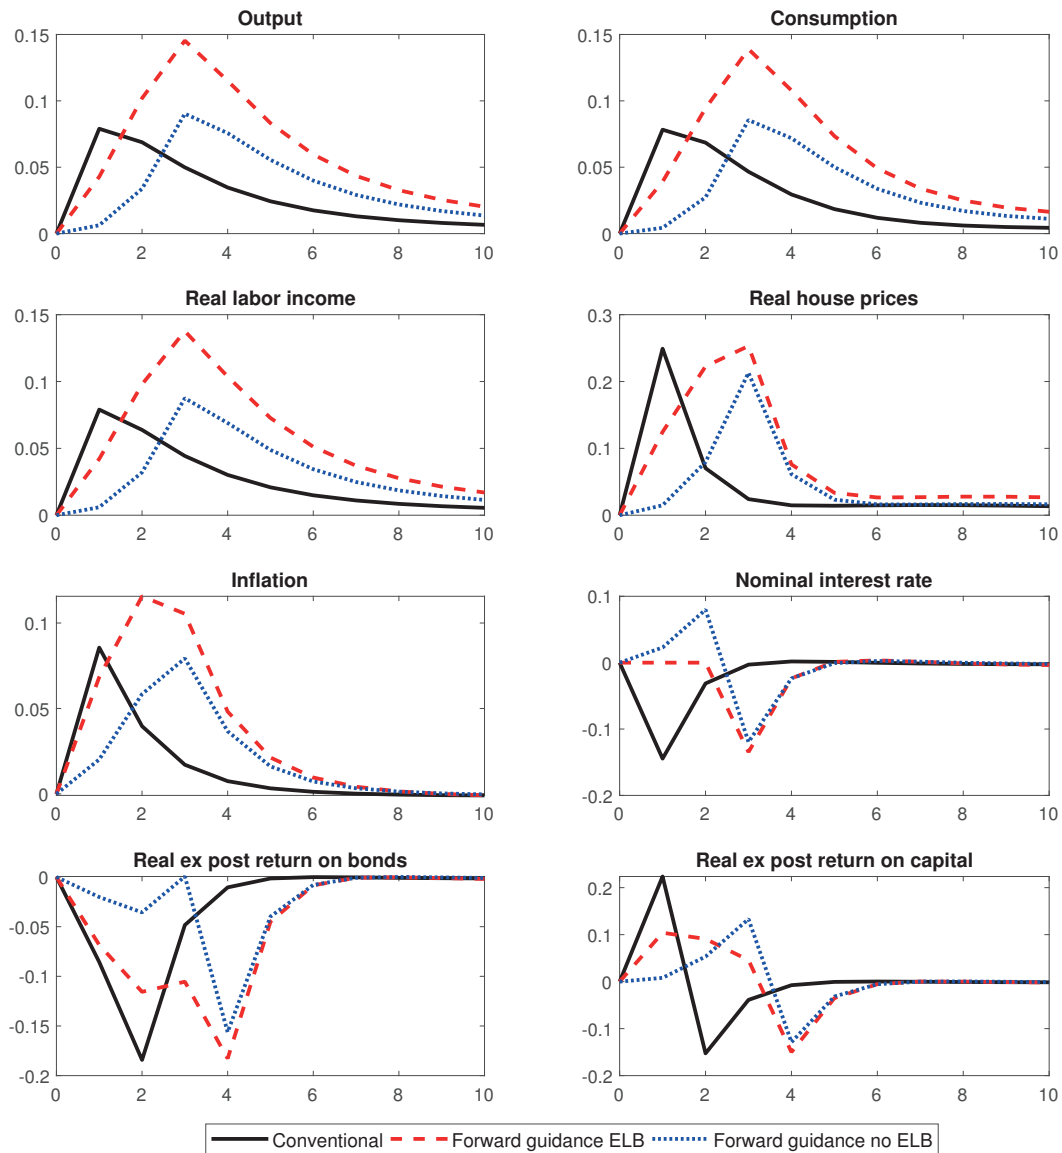 Output
0.15
0.1
0.05
0
0 2 4 6 8 10
Consumption
0.15
0.1
0.05
0
0 2 4 6 8 10
Real labor income
0.15
0.1
0.05
0
0 2 4 6 8 10
Real house prices
0.3
0.2
0.1
0
0 2 4 6 8 10
Inflation
0.1
0.05
0
0 2 4 6 8 10
Nominal interest rate
0.1
0
-0.1
-0.2
0 2 4 6 8 10
Real ex post return on bonds
0
-0.05
-0.1
-0.15
-0.2
0 2 4 6 8 10
Real ex post return on capital
0.2
0.1
0
-0.1
-0.2
0 2 4 6 8 10
Conventional Forward guidance ELB Forward guidance no ELB